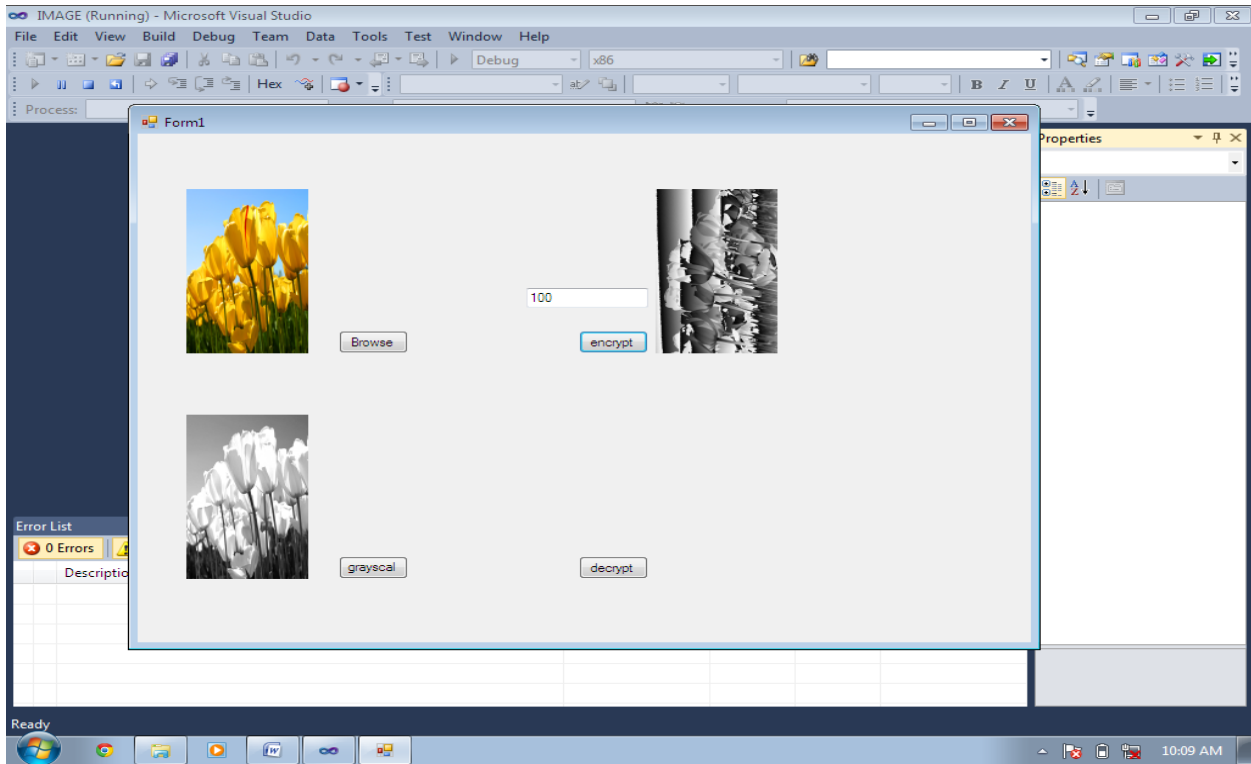 IMAGE (Running) - Microsoft Visual Studio
File Edit View Build Debug Team Data Tools Test Window Help
Debug x86
Hex B I U A
Process:
Form1
Properties
100
Browse encrypt
Error List
0 Errors
Descriptio
grayscal decrypt
Ready
W 10:09 AM